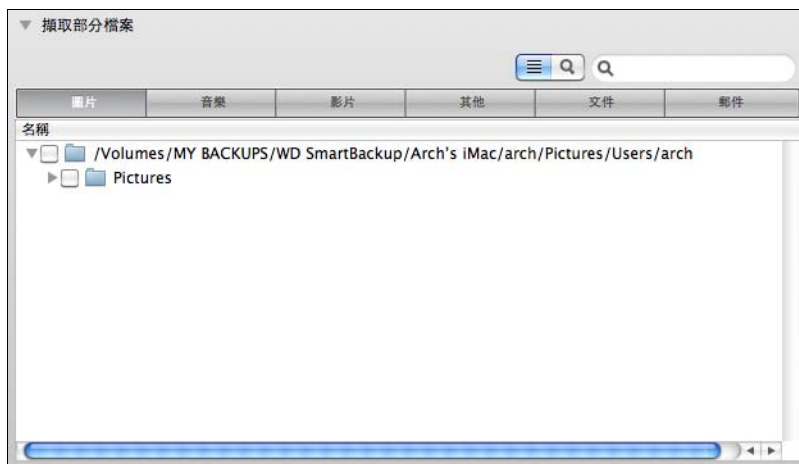 擷取部分檔案
圖片 音樂 影片 其他 文件 郵件
名稱
/Volumes/MY BACKUPS/WD SmartBackup/Arch's iMac/arch/Pictures/Users/arch
Pictures